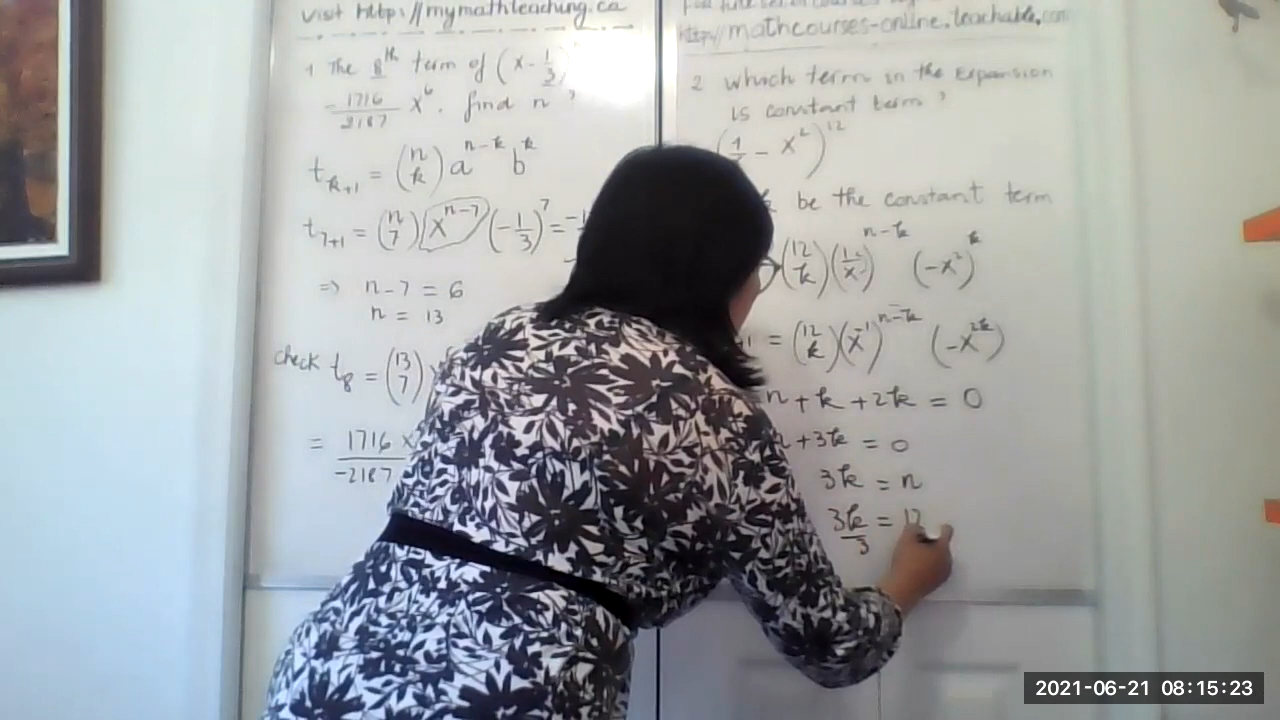 visit http://mymathteaching.ca
1 The 8th term of (x - 1/3)
-1716/2187 x^6. find n ?
t_{k+1} = (n k) a^{n-k} b^k
t_{7+1} = (n 7) x^{n-7} (-1/3)^7 =
=> n-7 = 6
n = 13
check t_8 = (13 7)
= 1716 x / -2187
http://mathcourses-online.teachable.com
2 which term in the expansion
is constant term ?
- x^2)^{12}
be the constant term
(12 k) (1/x)^{n-k} (-x^2)^k
= (12 k) (x^{-1})^{n-k} (-x^{2k})
n + k + 2k = 0
+ 3k = 0
3k = n
3k/3 = 12
2021-06-21 08:15:23